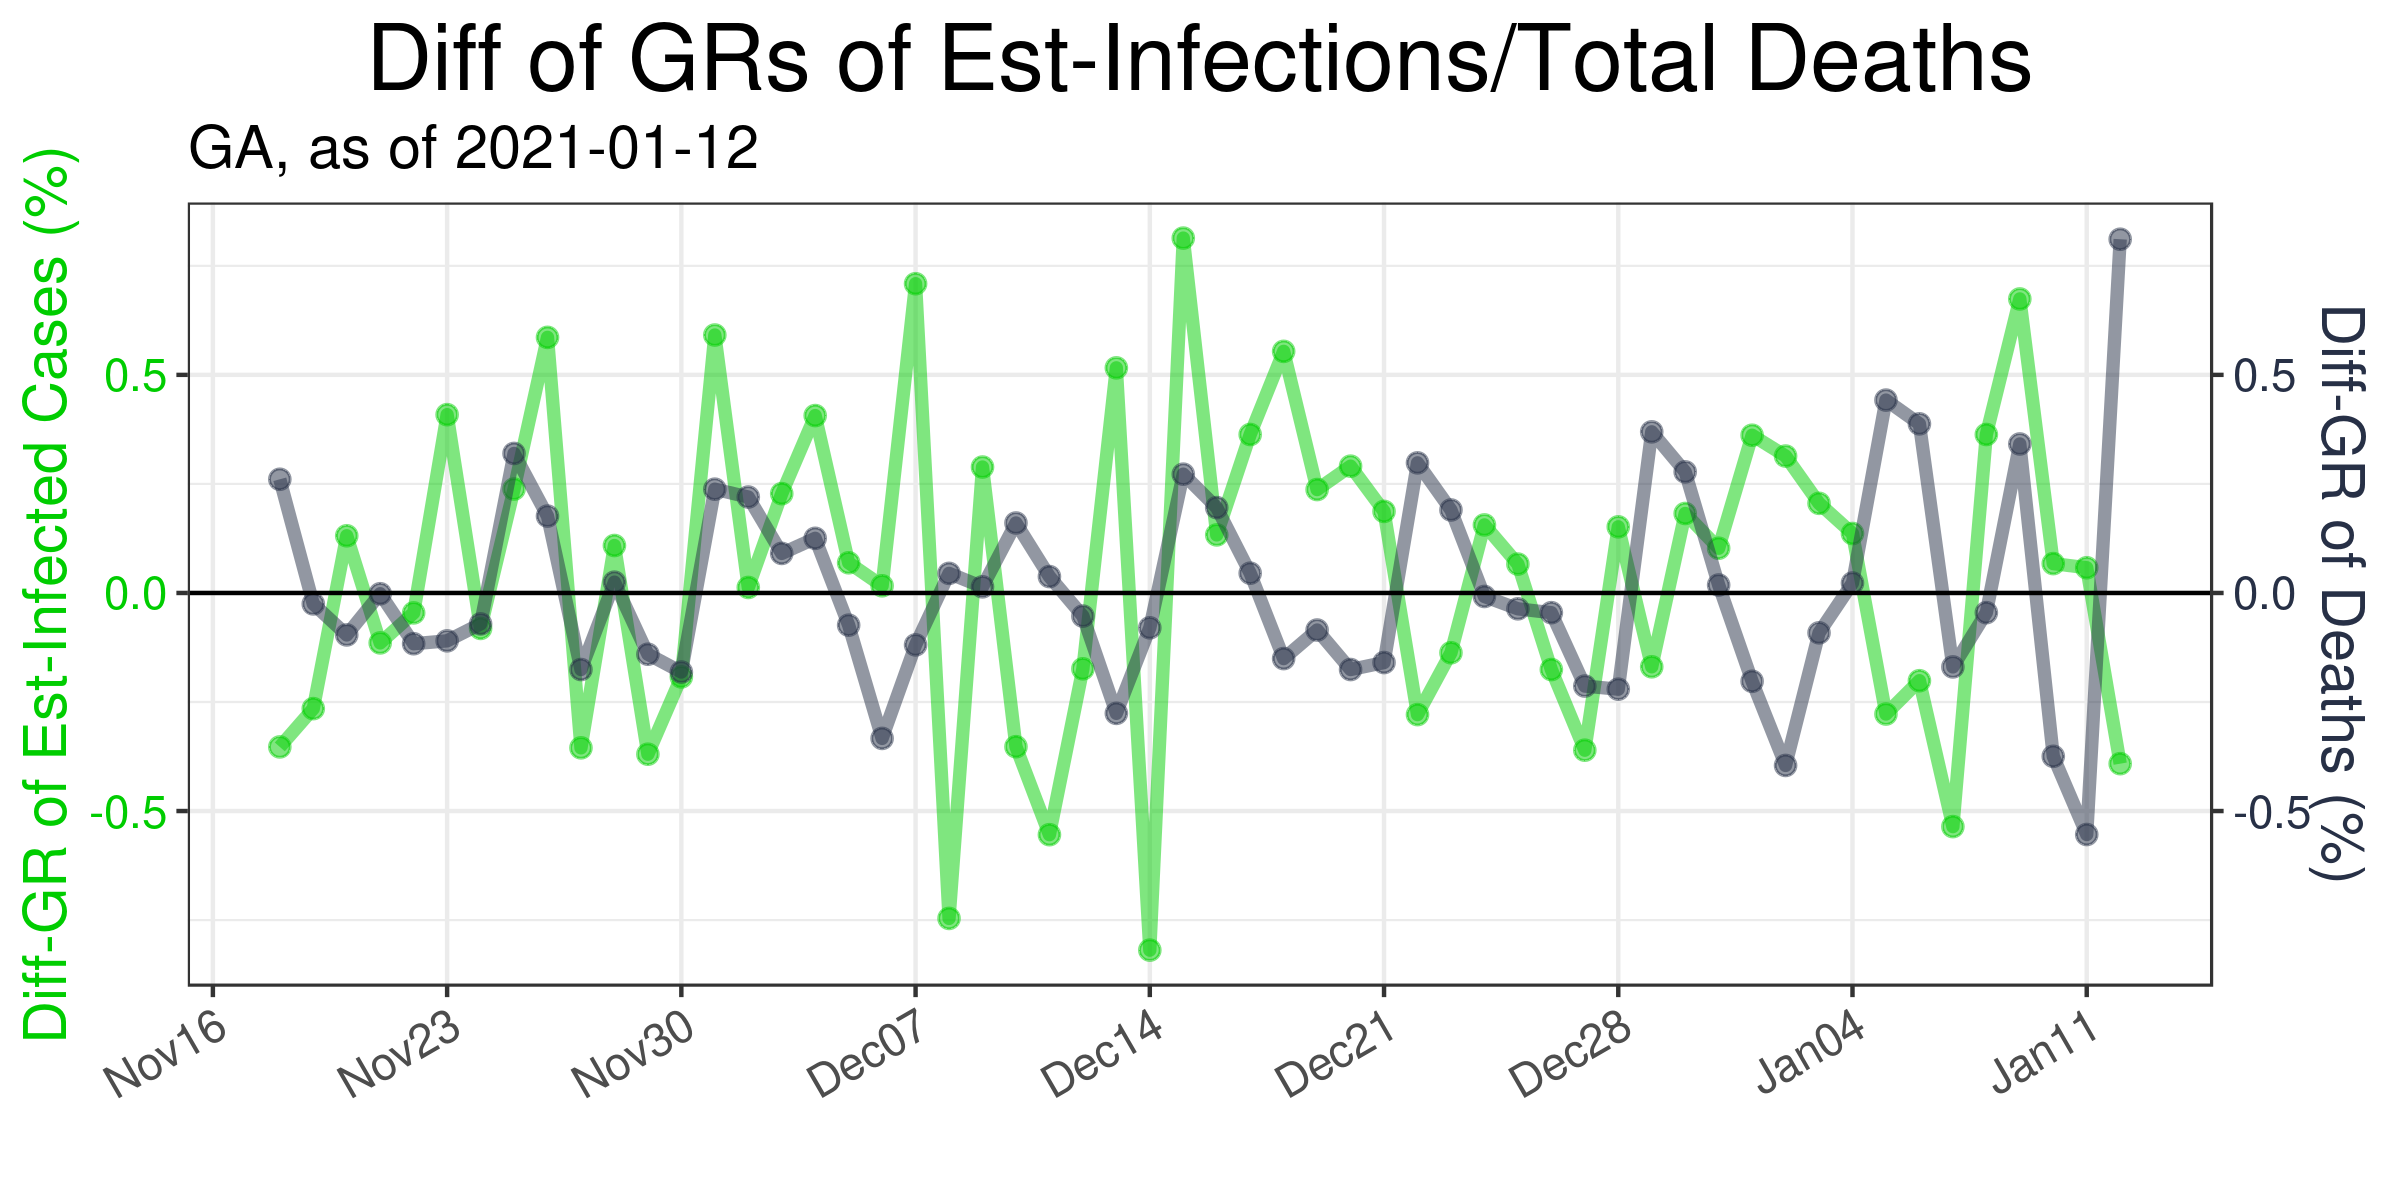 Diff of GRs of Est-Infections/Total Deaths
GA, as of 2021-01-12
Diff-GR of Est-Infected Cases (%)
0.5
0.0
-0.5
0.5
0.0
-0.5
Diff-GR of Deaths (%)
Nov16
Nov23
Nov30
Dec07
Dec14
Dec21
Dec28
Jan04
Jan11